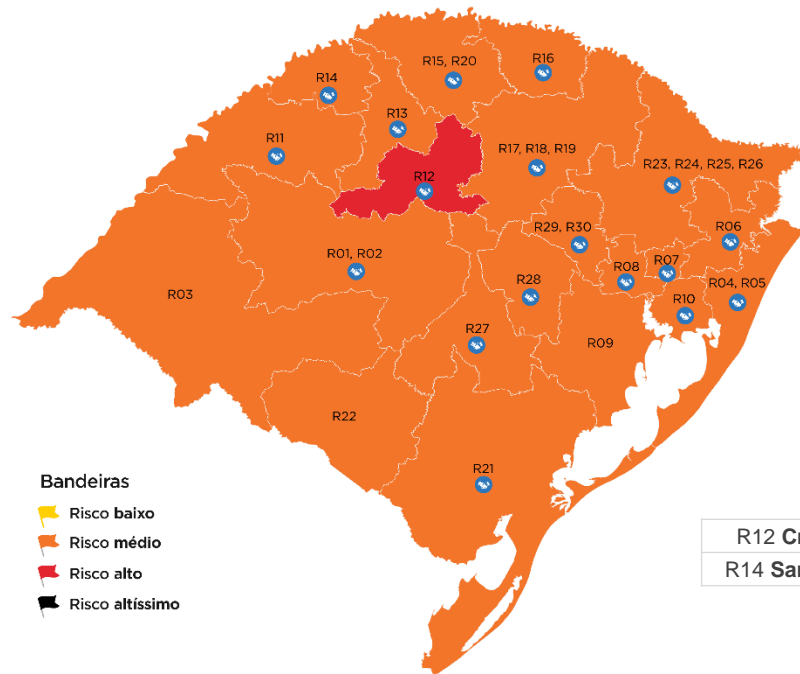 R15, R20
R16
R14
R13
R11
R17, R18, R19
R23, R24, R25, R26
R12
R29, R30
R06
R01, R02
R08
R07
R28
R04, R05
R03
R10
R27
R09
R22
R21
Bandeiras
Risco baixo
Risco médio
Risco alto
Risco altíssimo
R12
R14